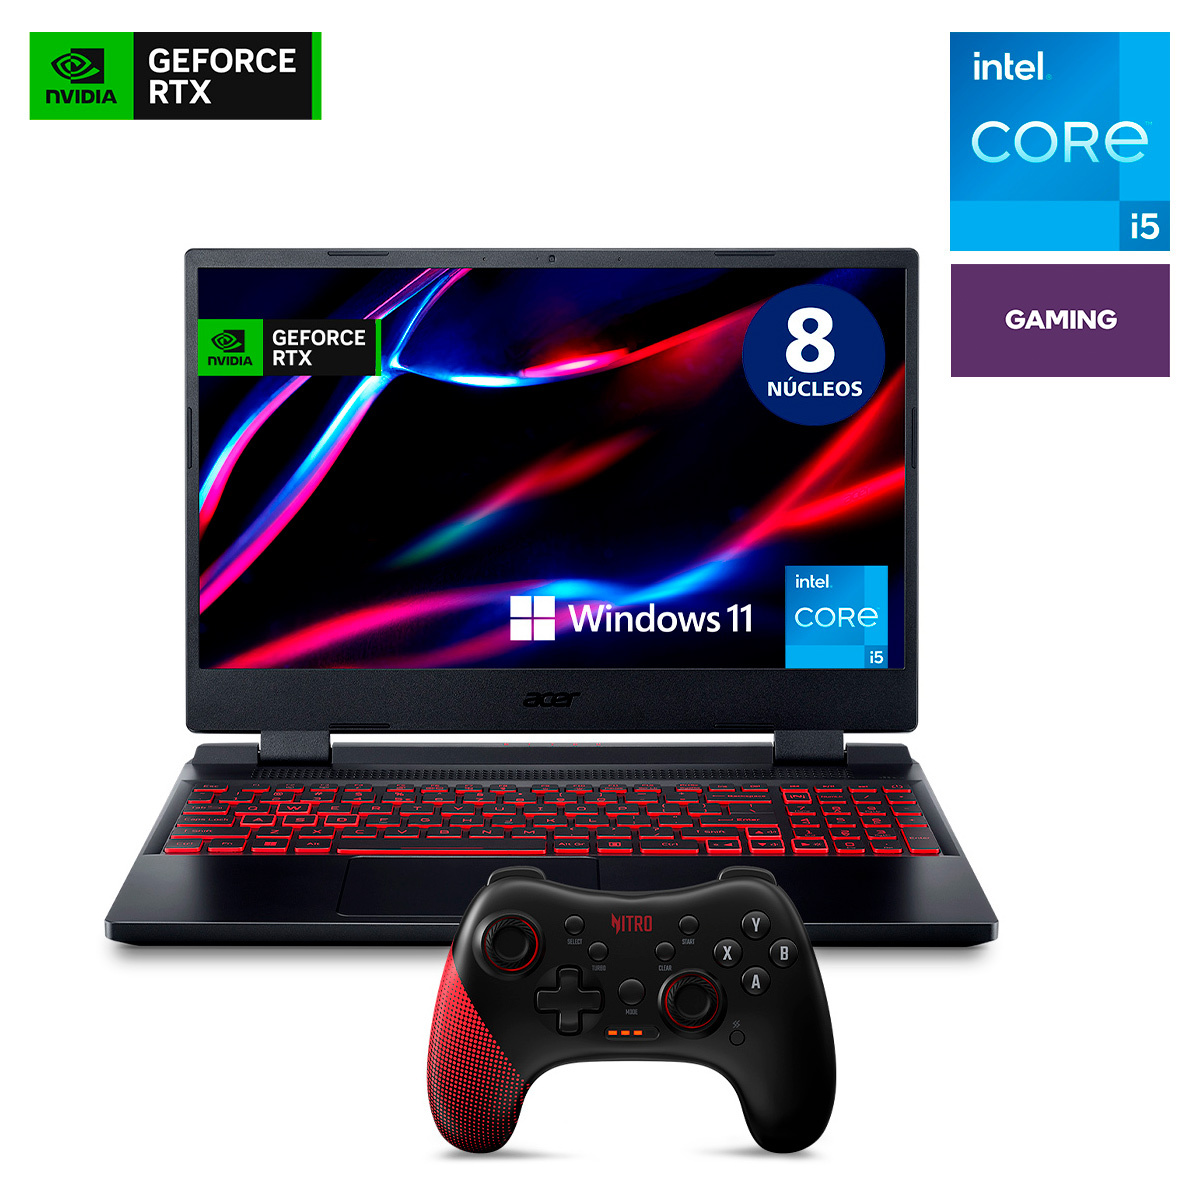 NVIDIA
GEFORCE
RTX
intel
CORE
i5
GAMING
NVIDIA
GEFORCE
RTX
8
NÚCLEOS
Windows 11
intel
CORE
i5
acer
NITRO
SELECT
START
TURBO
CLEAR
MODE
Y
X
B
A